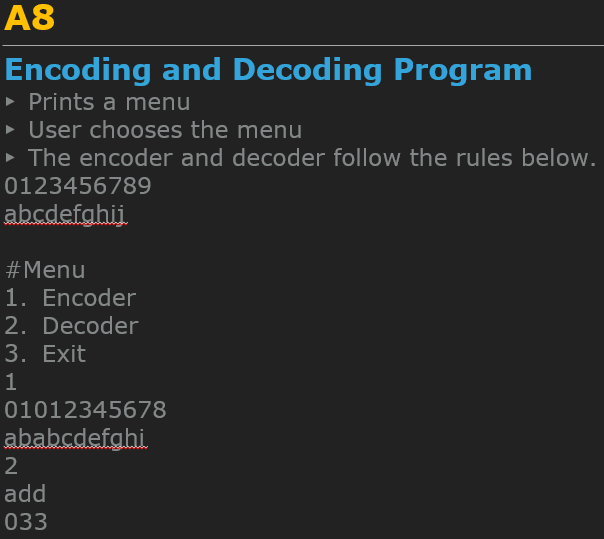 A8
Encoding and Decoding Program
▸ Prints a menu
▸ User chooses the menu
▸ The encoder and decoder follow the rules below.
0123456789
abcdefghij
#Menu
1. Encoder
2. Decoder
3. Exit
1
01012345678
ababcdefghi
2
add
033